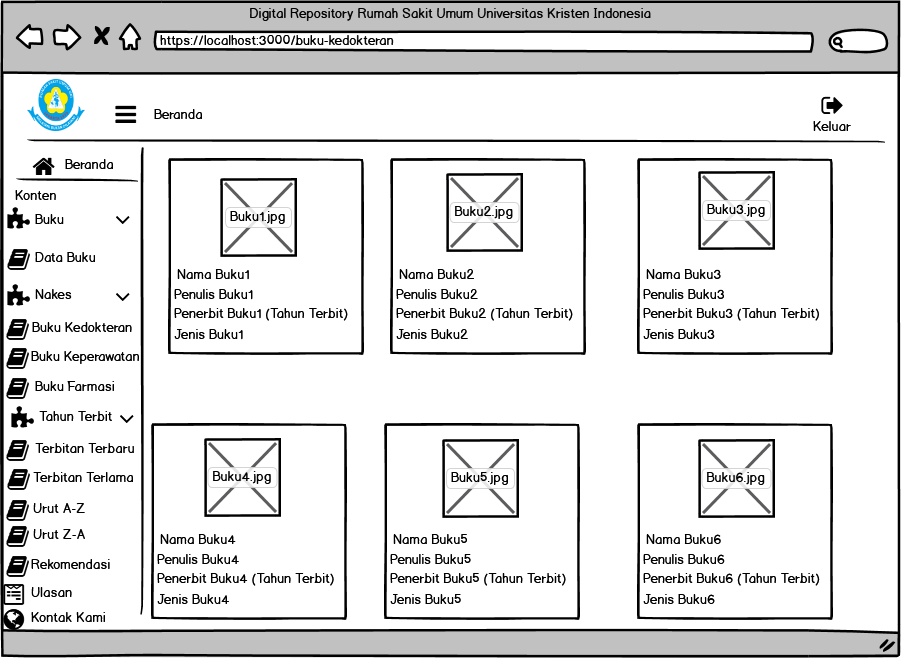 Digital Repository Rumah Sakit Umum Universitas Kristen Indonesia
https://localhost:3000/buku-kedokteran
Beranda
Keluar
Beranda
Konten
Buku
Data Buku
Nakes
Buku Kedokteran
Buku Keperawatan
Buku Farmasi
Tahun Terbit
Terbitan Terbaru
Terbitan Terlama
Urut A-Z
Urut Z-A
Rekomendasi
Ulasan
Kontak Kami
Buku1.jpg
Nama Buku1
Penulis Buku1
Penerbit Buku1 (Tahun Terbit)
Jenis Buku1
Buku2.jpg
Nama Buku2
Penulis Buku2
Penerbit Buku2 (Tahun Terbit)
Jenis Buku2
Buku3.jpg
Nama Buku3
Penulis Buku3
Penerbit Buku3 (Tahun Terbit)
Jenis Buku3
Buku4.jpg
Nama Buku4
Penulis Buku4
Penerbit Buku4 (Tahun Terbit)
Jenis Buku4
Buku5.jpg
Nama Buku5
Penulis Buku5
Penerbit Buku5 (Tahun Terbit)
Jenis Buku5
Buku6.jpg
Nama Buku6
Penulis Buku6
Penerbit Buku6 (Tahun Terbit)
Jenis Buku6